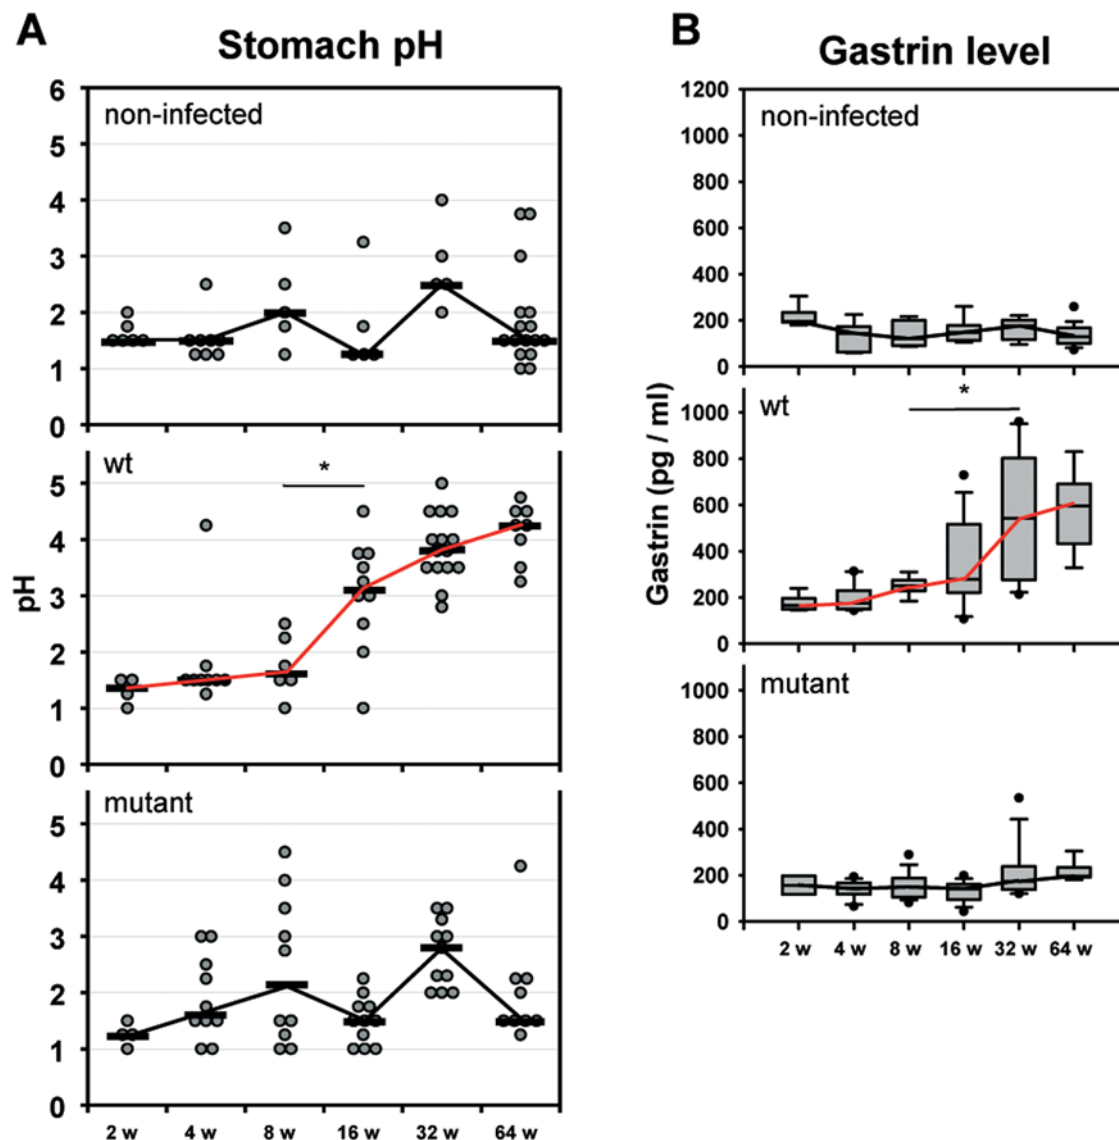 A
Stomach pH
6
non-infected
5
4
3
2
1
0
wt
*
5
4
3
2
1
0
pH
mutant
5
4
3
2
1
0
2 w 4 w 8 w 16 w 32 w 64 w
B
Gastrin level
1200
non-infected
1000
800
600
400
200
0
wt
*
1000
800
600
400
200
0
Gastrin (pg / ml)
mutant
1000
800
600
400
200
0
2 w 4 w 8 w 16 w 32 w 64 w